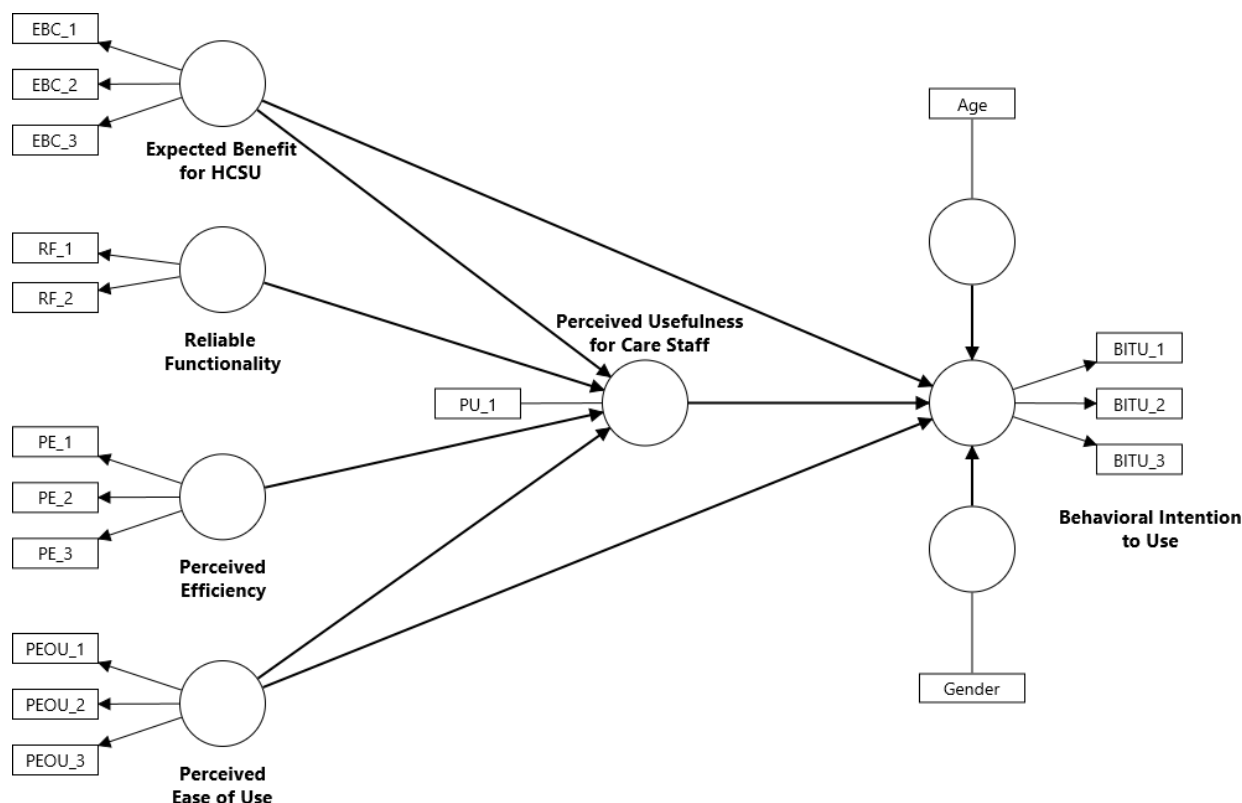 EBC_1
EBC_2
EBC_3
Expected Benefit
for HCSU
RF_1
RF_2
Reliable
Functionality
PE_1
PE_2
PE_3
Perceived
Efficiency
PEOU_1
PEOU_2
PEOU_3
Perceived
Ease of Use
Perceived Usefulness
for Care Staff
PU_1
Age
BITU_1
BITU_2
BITU_3
Behavioral Intention
to Use
Gender